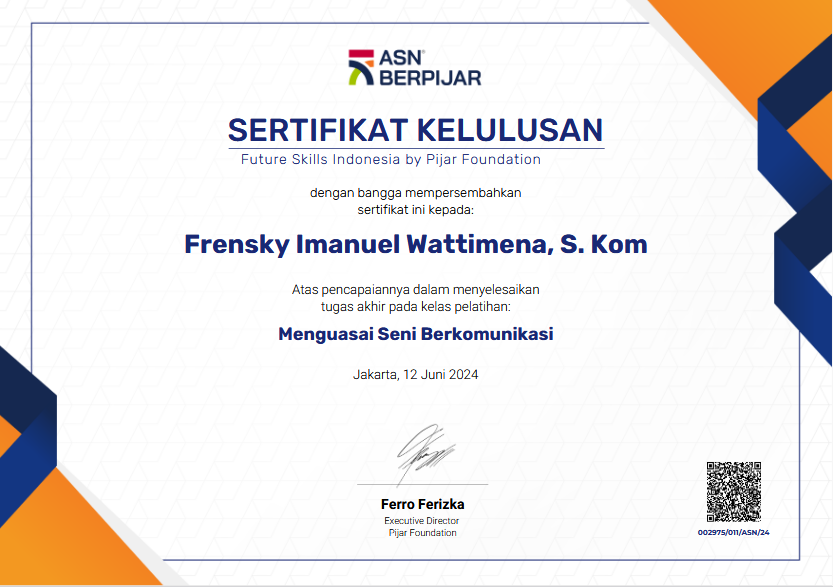 ASN®
BERPIJAR
SERTIFIKAT KELULUSAN
Future Skills Indonesia by Pijar Foundation
dengan bangga mempersembahkan
sertifikat ini kepada:
Frensky Imanuel Wattimena, S. Kom
Atas pencapaiannya dalam menyelesaikan
tugas akhir pada kelas pelatihan:
Menguasai Seni Berkomunikasi
Jakarta, 12 Juni 2024
Ferro Ferizka
Executive Director
Pijar Foundation
002975/011/ASN/24